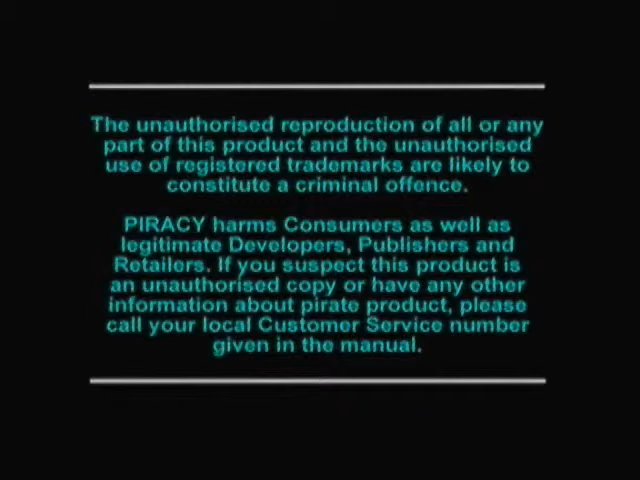 The unauthorised reproduction of all or any
part of this product and the unauthorised
use of registered trademarks are likely to
constitute a criminal offence.
PIRACY harms Consumers as well as
legitimate Developers, Publishers and
Retailers. If you suspect this product is
an unauthorised copy or have any other
information about pirate product, please
call your local Customer Service number
given in the manual.